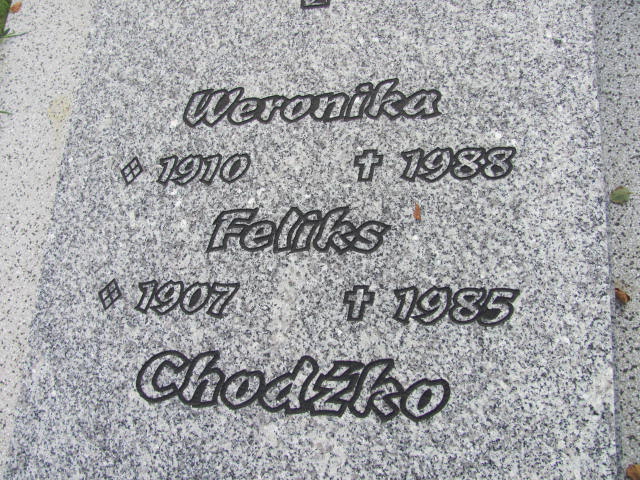 Weronika
1910 ✝ 1988
Feliks
1907 ✝ 1985
Chodźko